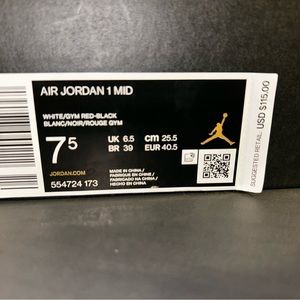 AIR JORDAN 1 MID
WHITE/GYM RED-BLACK
BLANC/NOIR/ROUGE GYM
7.5
UK 6.5
CM 25.5
BR 39
EUR 40.5
JORDAN.COM
554724 173
MADE IN CHINA /
FABRIQUE EN CHINE /
FABRICADO NA CHINA /
HECHO EN CHINA
SUGGESTED RETAIL
USD $115.00